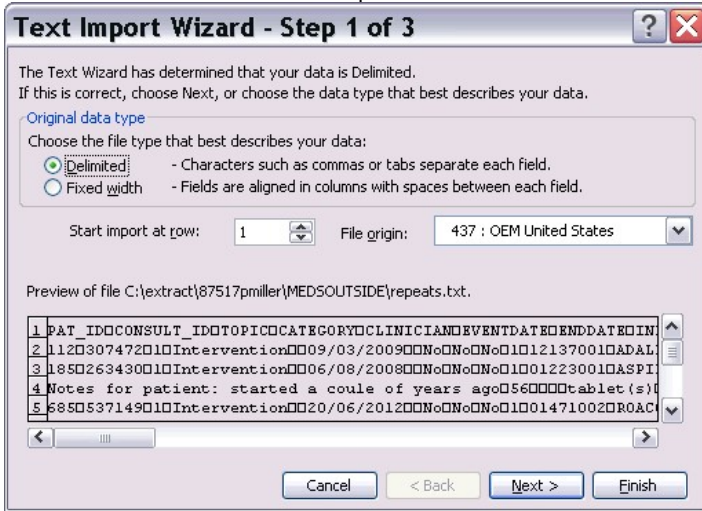 Text Import Wizard - Step 1 of 3
The Text Wizard has determined that your data is Delimited.
If this is correct, choose Next, or choose the data type that best describes your data.
Original data type
Choose the file type that best describes your data:
Delimited - Characters such as commas or tabs separate each field.
Fixed width - Fields are aligned in columns with spaces between each field.
Start import at row: 1 File origin: 437 : OEM United States
Preview of file C:\extract\87517pmiller\MEDSOUTSIDE\repeats.txt.
1 PAT_ID□CONSULT_ID□TOPIC□CATEGORY□CLINICIAN□EVENTDATE□ENDDATE□IN
2 112□307472□1□Intervention□□09/03/2009□□No□No□No□1□12137001□ADAL
3 185□263430□1□Intervention□□06/08/2008□□No□No□No□1□01223001□ASPI
4 Notes for patient: started a coule of years ago□56□□□□tablet(s)□
5 685□537149□1□Intervention□□20/06/2012□□No□No□No□1□01471002□ROAC
Cancel < Back Next > Finish